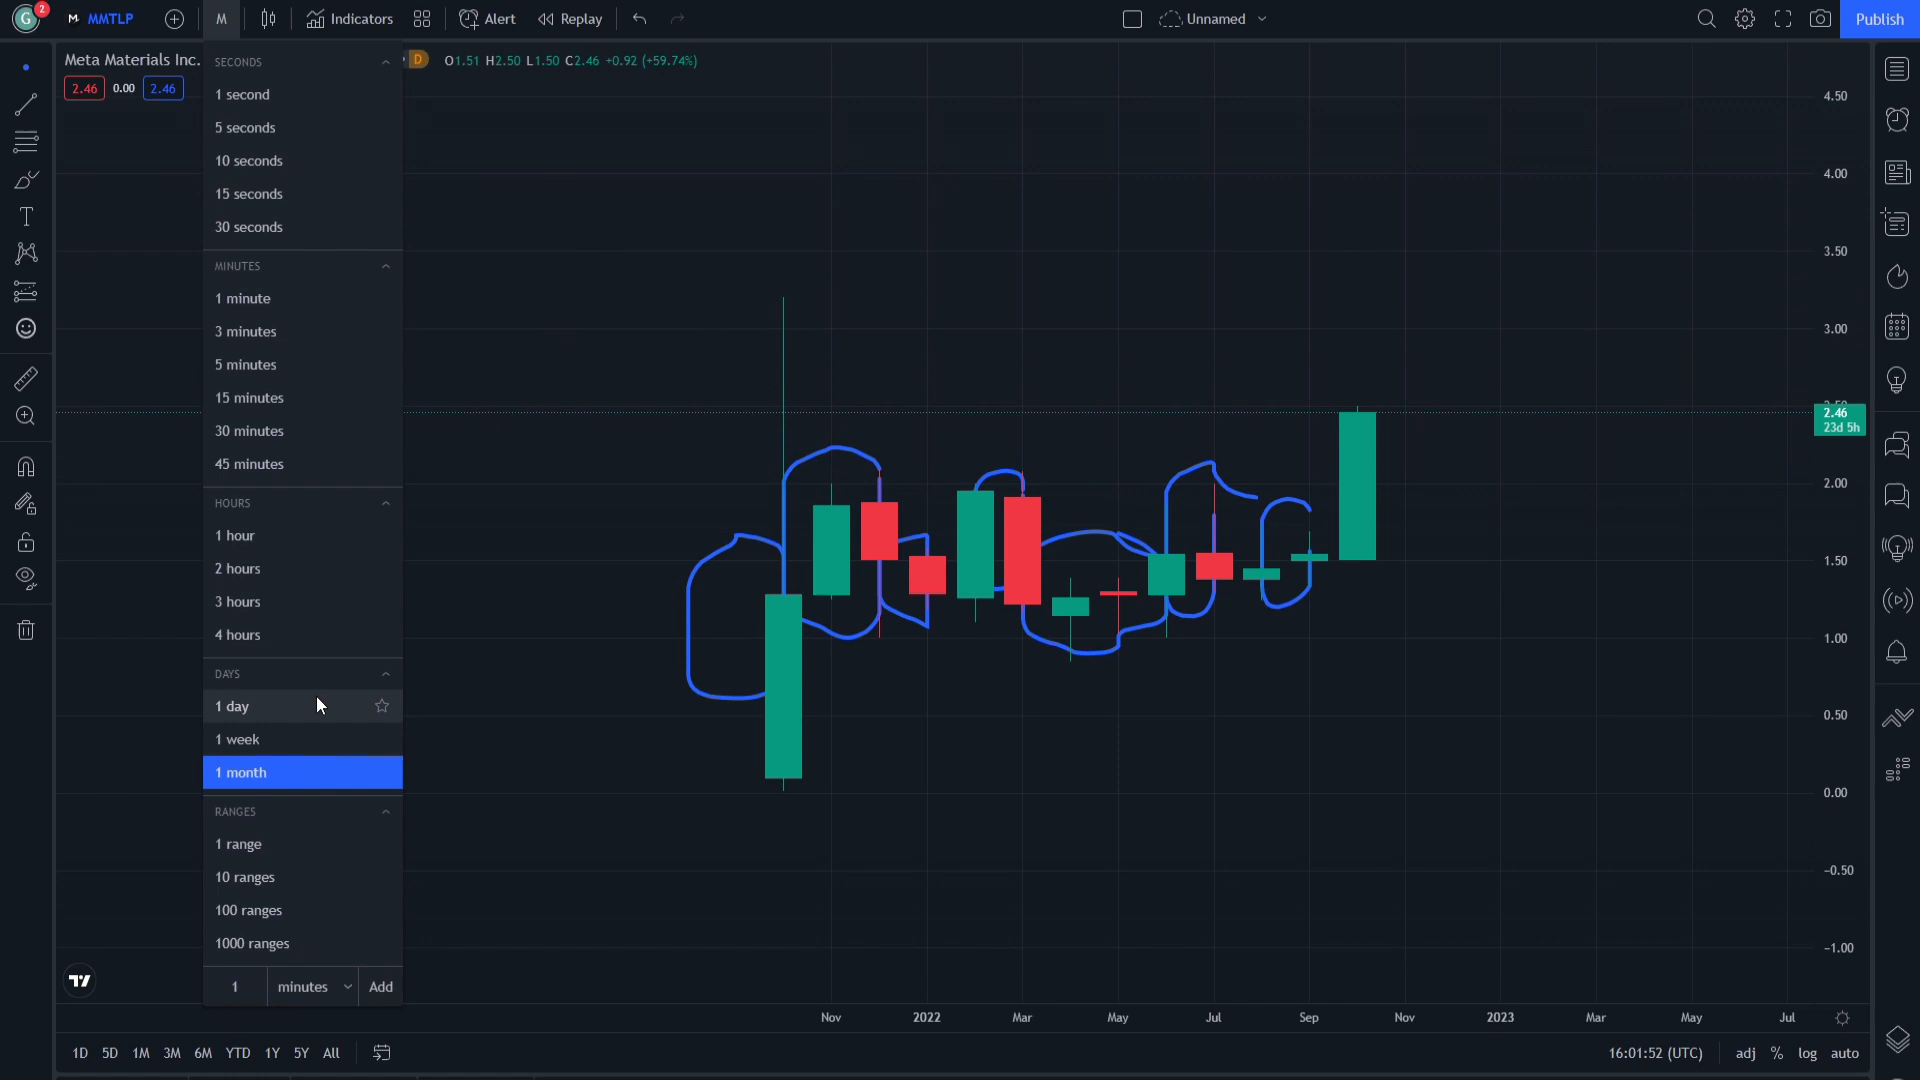 G 2 MMTLP M Indicators Alert Replay Unnamed Publish
Meta Materials Inc. D O1.51 H2.50 L1.50 C2.46 +0.92 (+59.74%)
2.46 0.00 2.46
SECONDS
1 second
5 seconds
10 seconds
15 seconds
30 seconds
MINUTES
1 minute
3 minutes
5 minutes
15 minutes
30 minutes
45 minutes
HOURS
1 hour
2 hours
3 hours
4 hours
DAYS
1 day
1 week
1 month
RANGES
1 range
10 ranges
100 ranges
1000 ranges
1 minutes Add
4.50
4.00
3.50
3.00
2.46
23d 5h
2.00
1.50
1.00
0.50
0.00
−0.50
−1.00
Nov 2022 Mar May Jul Sep Nov 2023 Mar May Jul
1D 5D 1M 3M 6M YTD 1Y 5Y All 16:01:52 (UTC) adj % log auto